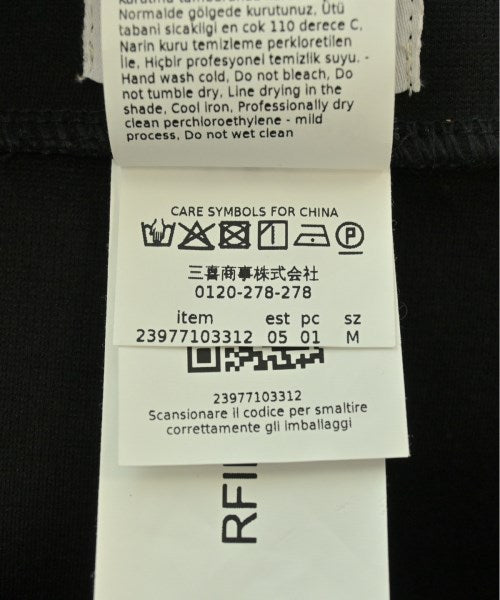 Normalde gölgede kurutunuz, Ütü
tabani sicakligi en cok 110 derece C,
Narin kuru temizleme perkloretilen
İle, Hiçbir profesyonel temizlik suyu. -
Hand wash cold, Do not bleach, Do
not tumble dry, Line drying in the
shade, Cool iron, Professionally dry
clean perchloroethylene - mild
process, Do not wet clean
CARE SYMBOLS FOR CHINA
P
三喜商事株式会社
0120-278-278
item est pc sz
23977103312 05 01 M
23977103312
Scansionare il codice per smaltire
correttamente gli imballaggi